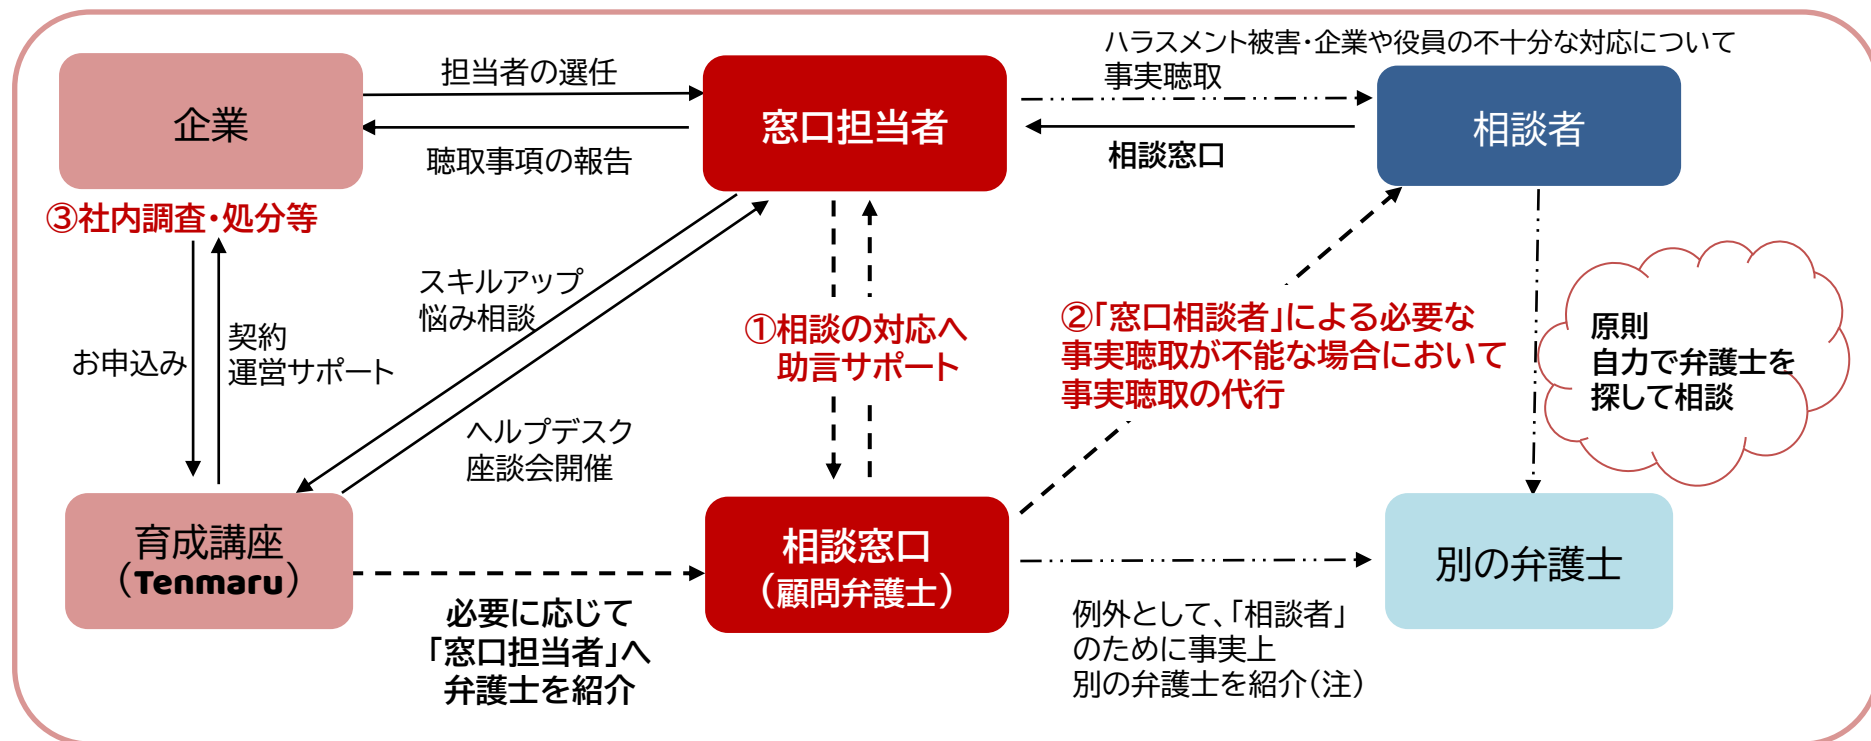 ハラスメント被害・企業や役員の不十分な対応について
事実聴取
担当者の選任
企業
窓口担当者
相談者
聴取事項の報告
相談窓口
③社内調査・処分等
スキルアップ
悩み相談
①相談の対応へ
助言サポート
②「窓口相談者」による必要な
事実聴取が不能な場合において
事実聴取の代行
原則
自力で弁護士を
探して相談
お申込み
契約
運営サポート
ヘルプデスク
座談会開催
育成講座
（Tenmaru）
相談窓口
（顧問弁護士）
別の弁護士
必要に応じて
「窓口担当者」へ
弁護士を紹介
例外として、「相談者」
のために事実上
別の弁護士を紹介（注）